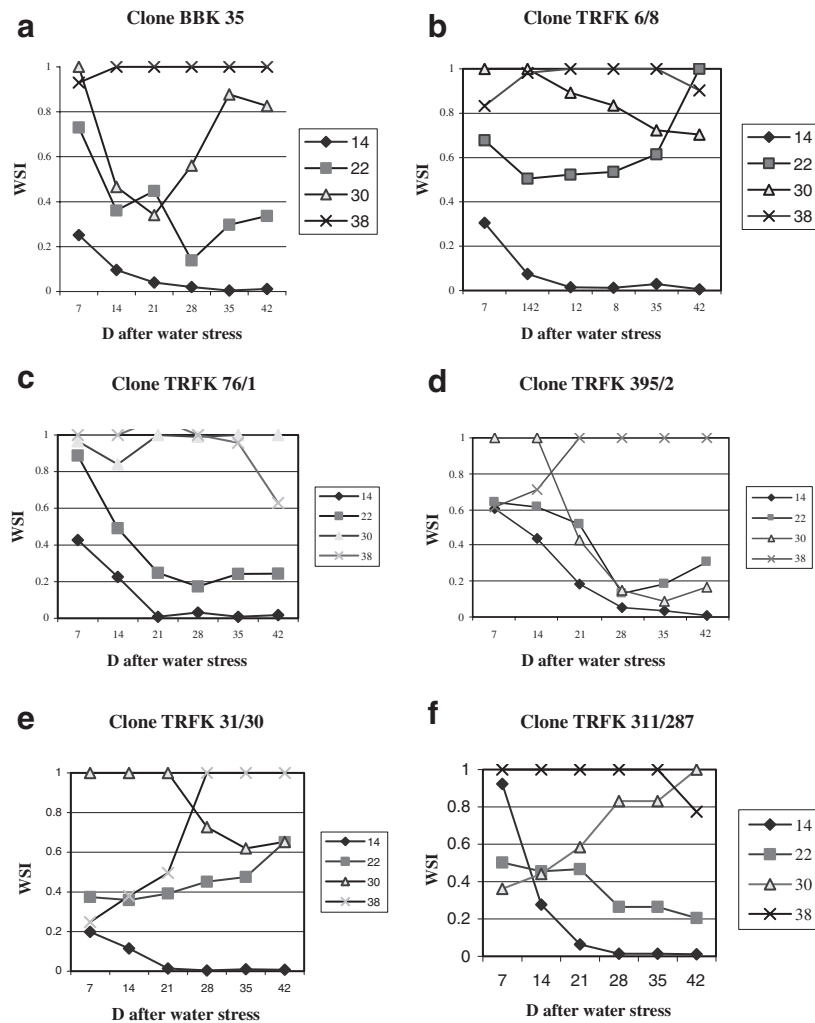 a
Clone BBK 35
1
0.8
0.6
0.4
0.2
0
WSI
7 14 21 28 35 42
D after water stress
14
22
30
38
b
Clone TRFK 6/8
1
0.8
0.6
0.4
0.2
0
WSI
7 142 12 8 35 42
D after water stress
14
22
30
38
c
Clone TRFK 76/1
1
0.8
0.6
0.4
0.2
0
WSI
7 14 21 28 35 42
D after water stress
14
22
30
38
d
Clone TRFK 395/2
1
0.8
0.6
0.4
0.2
0
WSI
7 14 21 28 35 42
D after water stress
14
22
30
38
e
Clone TRFK 31/30
1
0.8
0.6
0.4
0.2
0
WSI
7 14 21 28 35 42
D after water stress
14
22
30
38
f
Clone TRFK 311/287
1
0.8
0.6
0.4
0.2
0
WSI
7 14 21 28 35 42
D after water stress
14
22
30
38